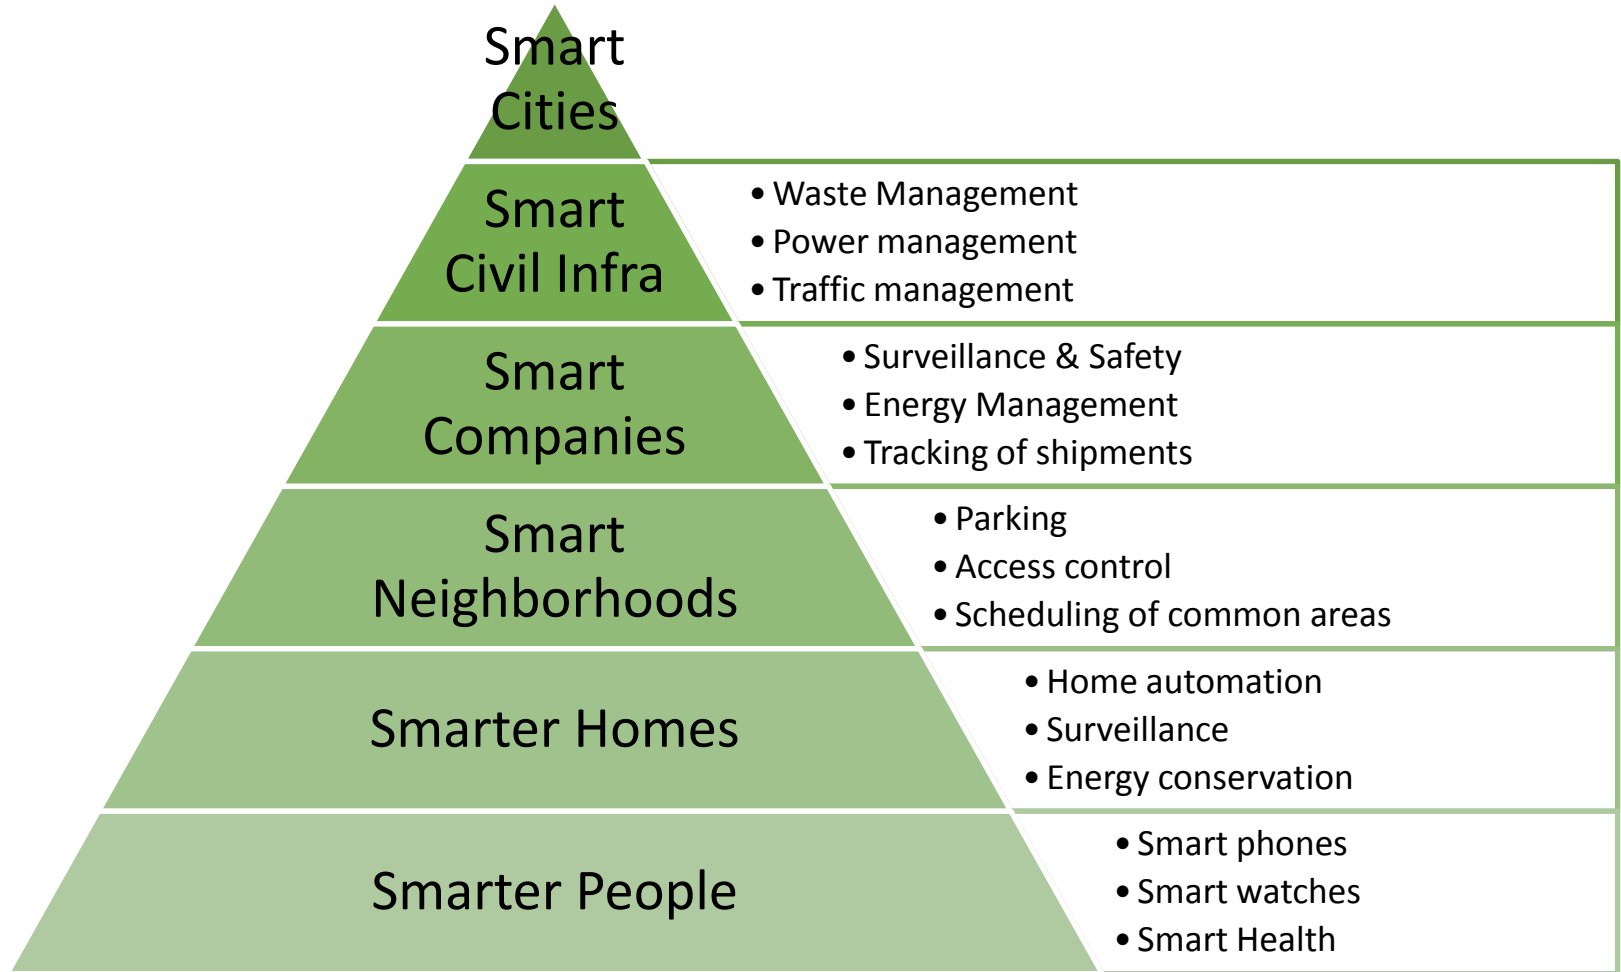 Smart
Cities
Smart
Civil Infra
• Waste Management
• Power management
• Traffic management
Smart
Companies
• Surveillance & Safety
• Energy Management
• Tracking of shipments
Smart
Neighborhoods
• Parking
• Access control
• Scheduling of common areas
Smarter Homes
• Home automation
• Surveillance
• Energy conservation
Smarter People
• Smart phones
• Smart watches
• Smart Health